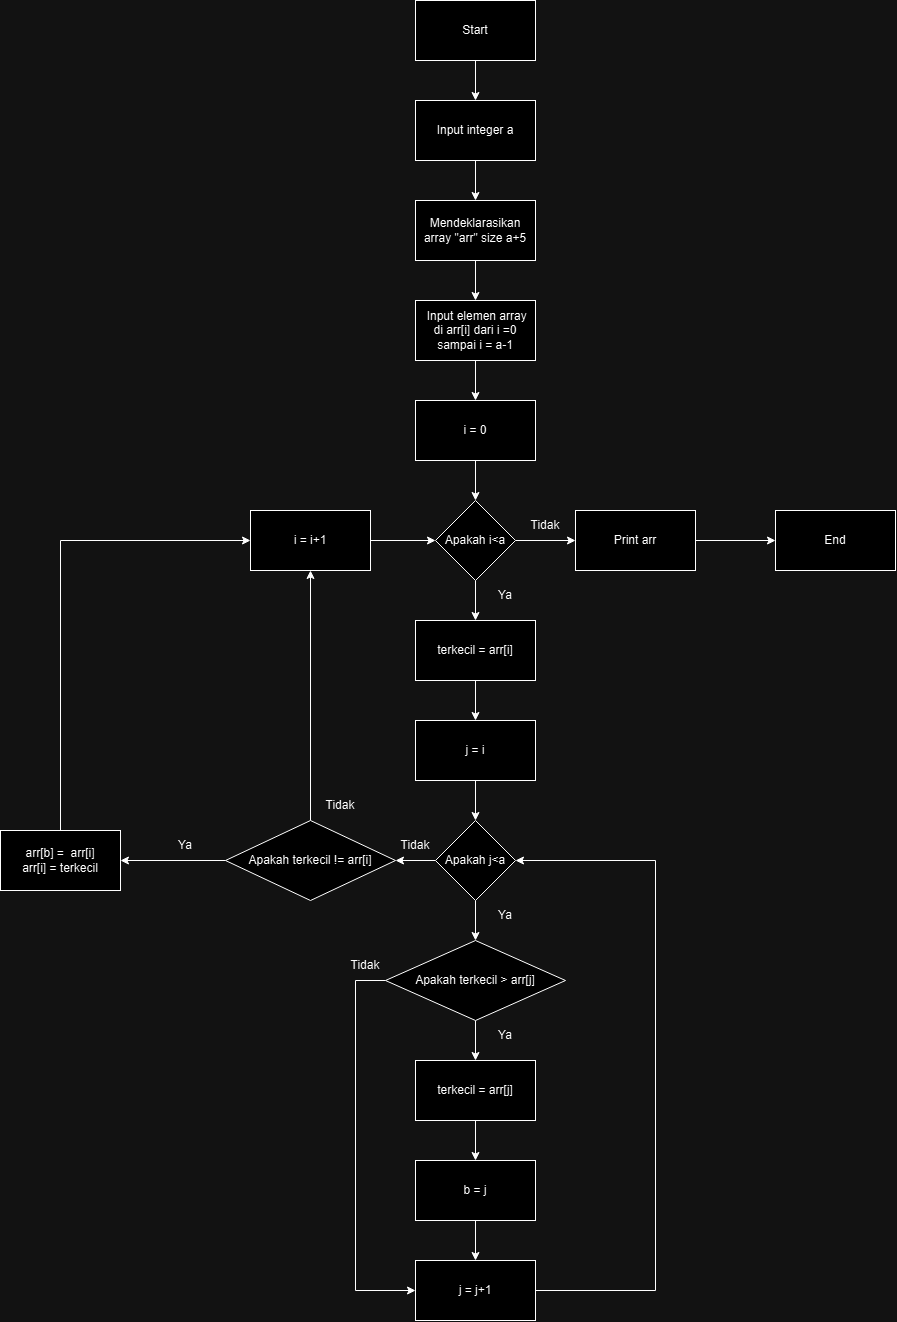 Start
Input integer a
Mendeklarasikan
array "arr" size a+5
Input elemen array
di arr[i] dari i =0
sampai i = a-1
i = 0
i = i+1
Apakah i<a
Tidak
Print arr
End
Ya
terkecil = arr[i]
j = i
Tidak
arr[b] =  arr[i]
arr[i] = terkecil
Ya
Apakah terkecil != arr[i]
Tidak
Apakah j<a
Ya
Tidak
Apakah terkecil > arr[j]
Ya
terkecil = arr[j]
b = j
j = j+1